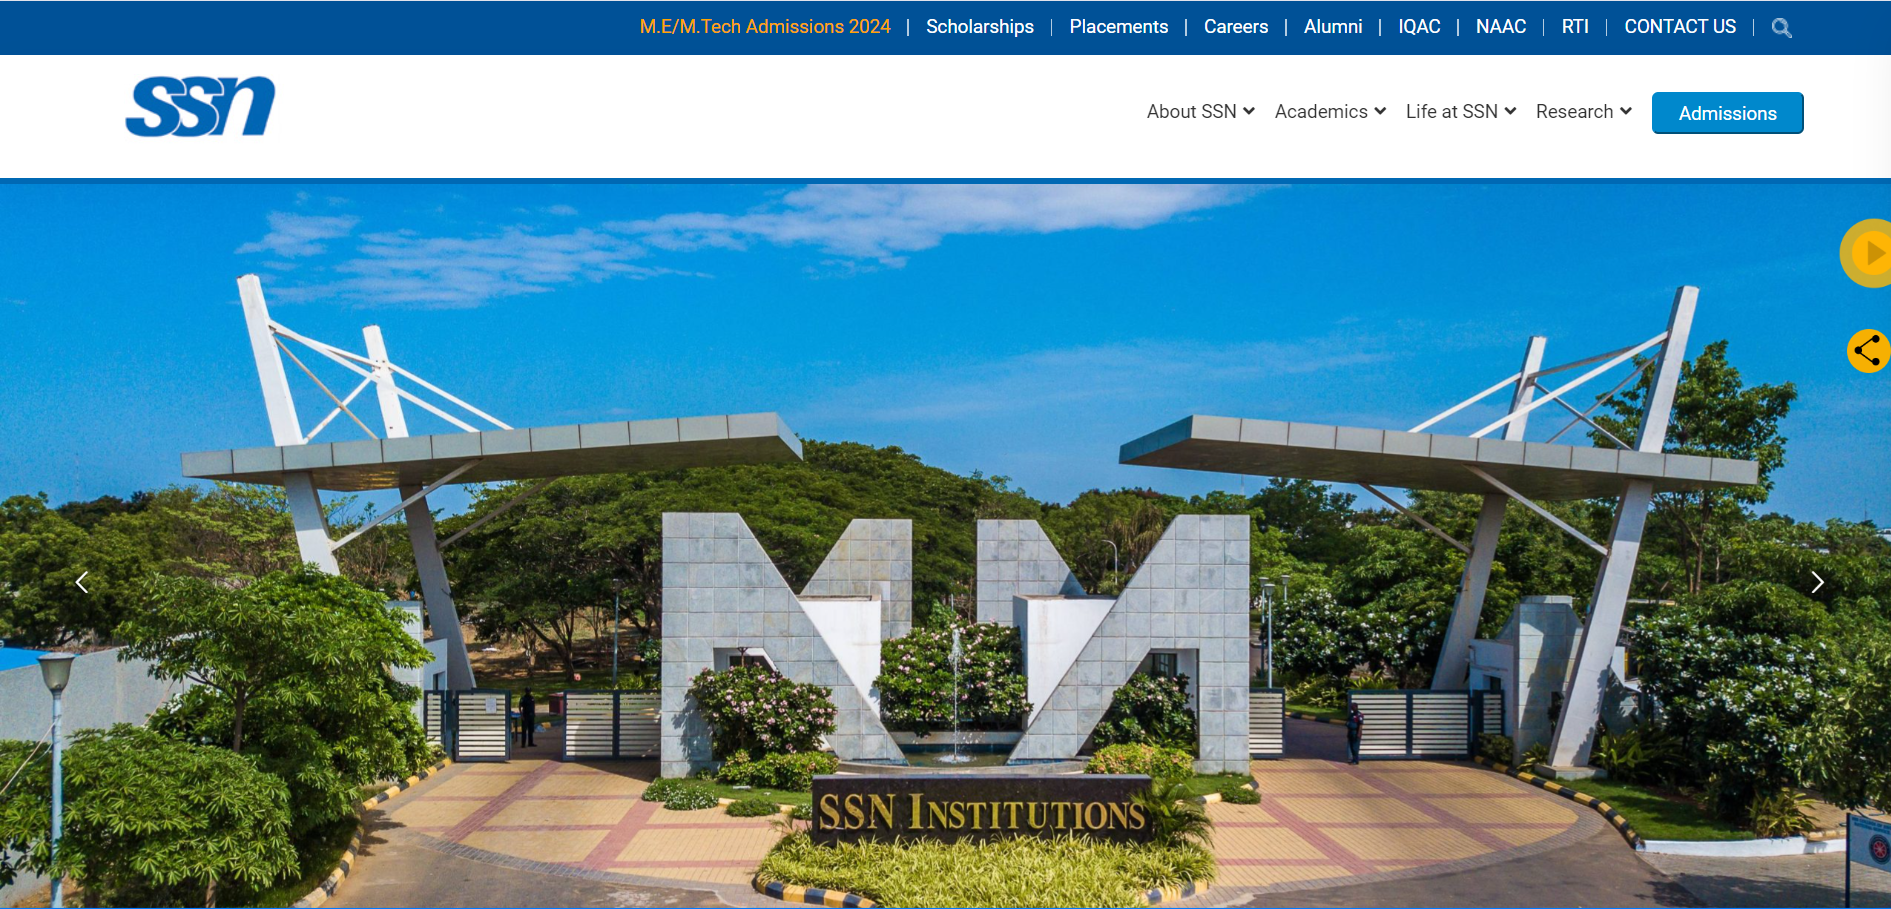 M.E/M.Tech Admissions 2024 | Scholarships | Placements | Careers | Alumni | IQAC | NAAC | RTI | CONTACT US |
ssn
About SSN Academics Life at SSN Research Admissions
SSN INSTITUTIONS